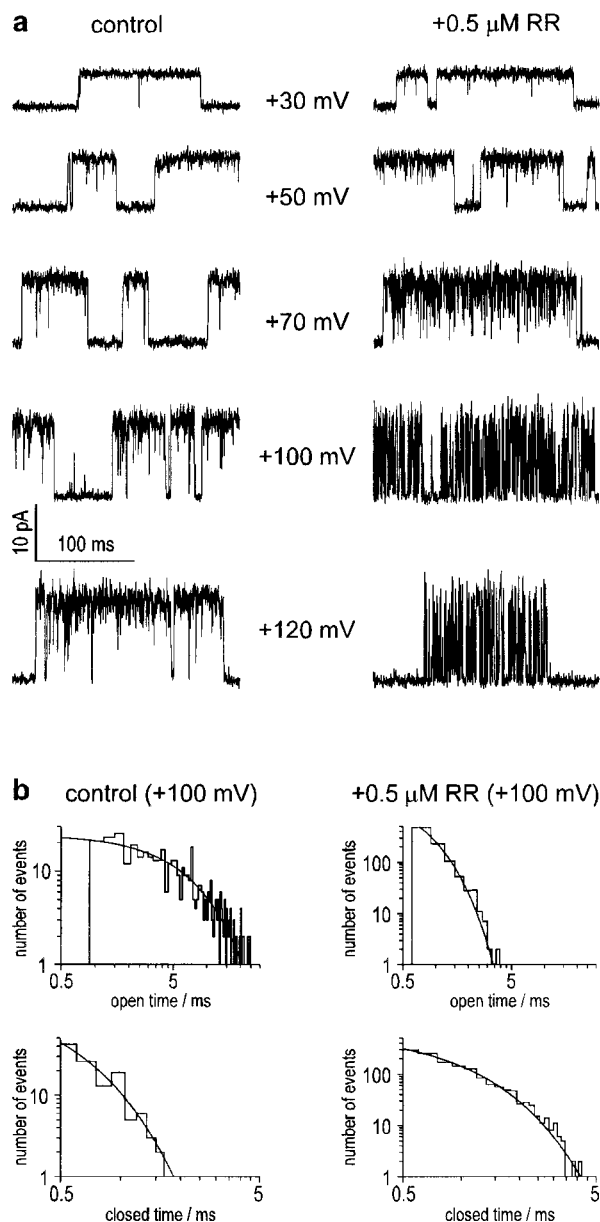 a
control
+0.5 μM RR
+30 mV
+50 mV
+70 mV
+100 mV
10 pA
100 ms
+120 mV
b
control (+100 mV)
+0.5 μM RR (+100 mV)
number of events
10
1
0.5
5
open time / ms
number of events
100
10
1
0.5
5
open time / ms
number of events
10
1
0.5
5
closed time / ms
number of events
100
10
1
0.5
5
closed time / ms